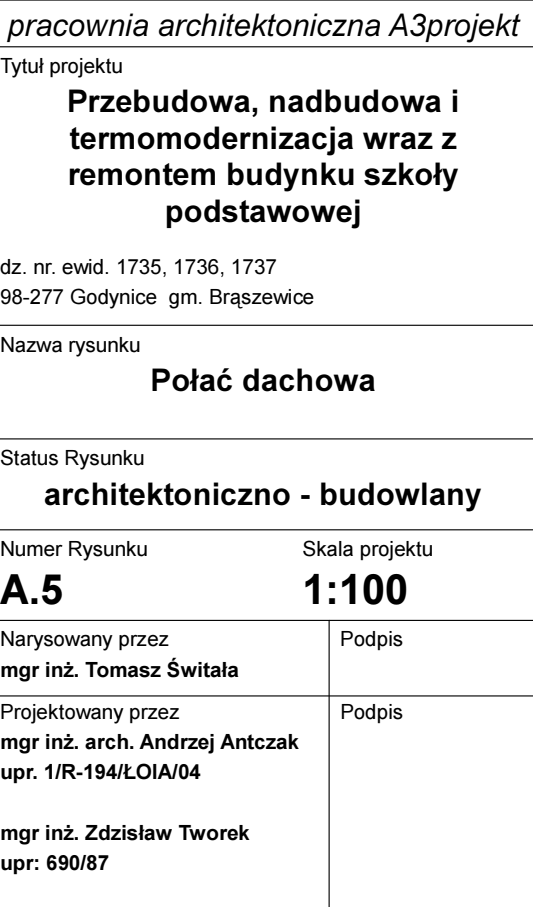 pracownia architektoniczna A3projekt
Tytuł projektu
Przebudowa, nadbudowa i
termomodernizacja wraz z
remontem budynku szkoły
podstawowej
dz. nr. ewid. 1735, 1736, 1737
98-277 Godynice gm. Brąszewice
Nazwa rysunku
Połać dachowa
Status Rysunku
architektoniczno - budowlany
Numer Rysunku Skala projektu
A.5 1:100
Narysowany przez Podpis
mgr inż. Tomasz Świtała
Projektowany przez Podpis
mgr inż. arch. Andrzej Antczak
upr. 1/R-194/ŁOIA/04
mgr inż. Zdzisław Tworek
upr: 690/87